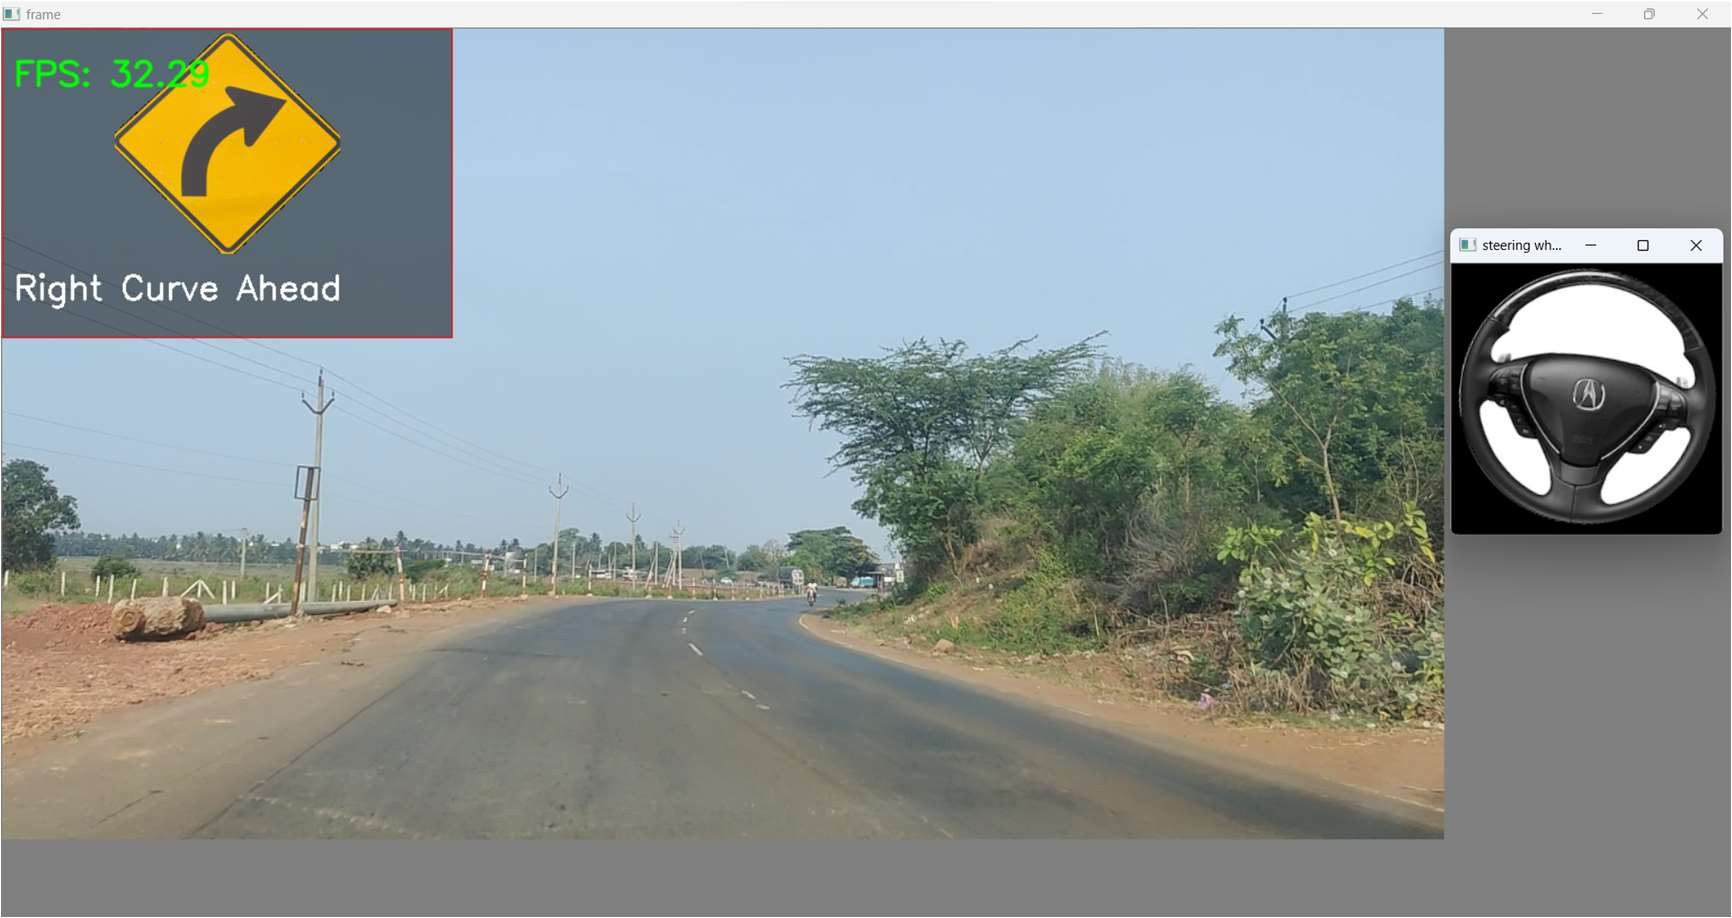 frame
FPS: 32.29
Right Curve Ahead
steering wh...